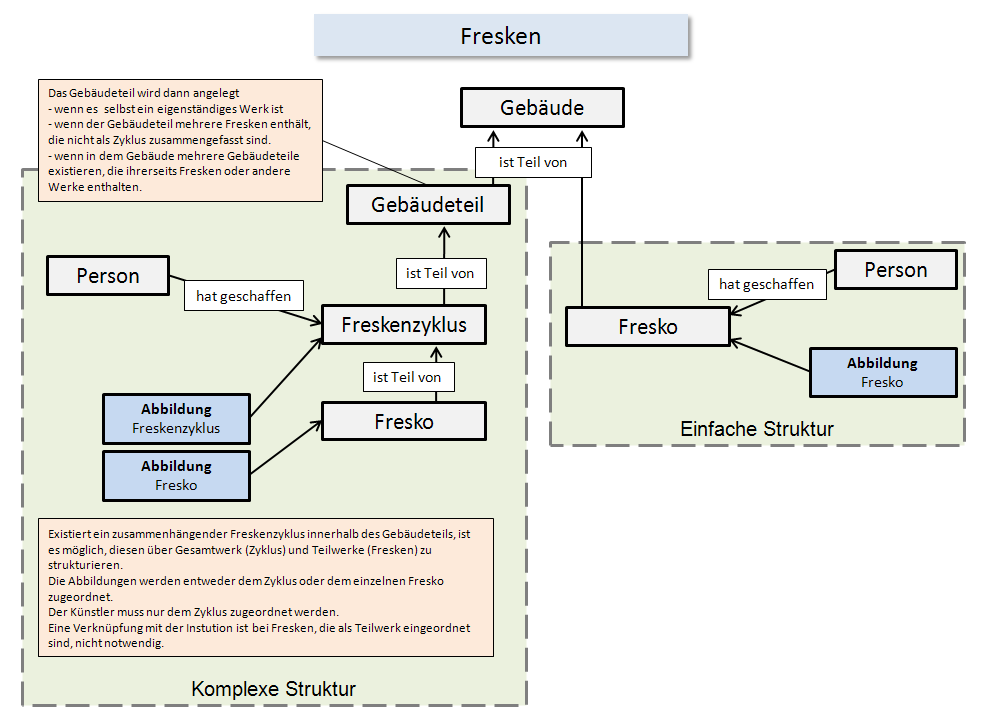 Fresken
Das Gebäudeteil wird dann angelegt
- wenn es selbst ein eigenständiges Werk ist
- wenn der Gebäudeteil mehrere Fresken enthält,
die nicht als Zyklus zusammengefasst sind.
- wenn in dem Gebäude mehrere Gebäudeteile
existieren, die ihrerseits Fresken oder andere
Werke enthalten.
Gebäude
ist Teil von
Gebäudeteil
ist Teil von
Person
hat geschaffen
Freskenzyklus
ist Teil von
Abbildung
Freskenzyklus
Fresko
Abbildung
Fresko
Existiert ein zusammenhängender Freskenzyklus innerhalb des Gebäudeteils, ist
es möglich, diesen über Gesamtwerk (Zyklus) und Teilwerke (Fresken) zu
strukturieren.
Die Abbildungen werden entweder dem Zyklus oder dem einzelnen Fresko
zugeordnet.
Der Künstler muss nur dem Zyklus zugeordnet werden.
Eine Verknüpfung mit der Instution ist bei Fresken, die als Teilwerk eingeordnet
sind, nicht notwendig.
Komplexe Struktur
Person
hat geschaffen
Fresko
Abbildung
Fresko
Einfache Struktur